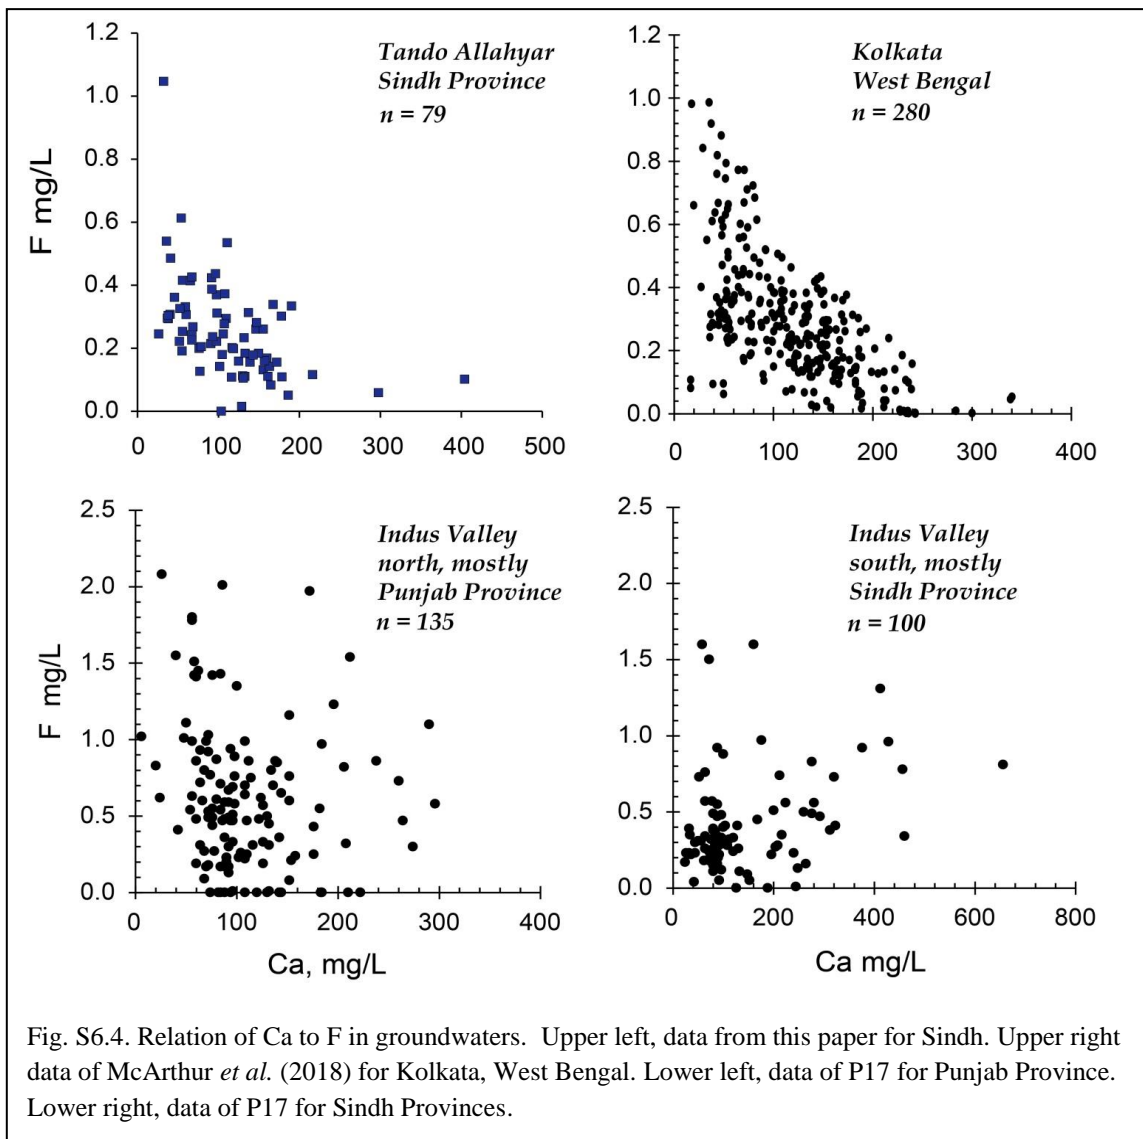 1.2
1.0
0.8
0.6
0.4
0.2
0.0
F mg/L
0 100 200 300 400 500
Tando Allahyar
Sindh Province
n = 79
1.2
1.0
0.8
0.6
0.4
0.2
0.0
0 100 200 300 400
Kolkata
West Bengal
n = 280
2.5
2.0
1.5
1.0
0.5
0.0
F mg/L
0 100 200 300 400
Ca, mg/L
Indus Valley
north, mostly
Punjab Province
n = 135
2.5
2.0
1.5
1.0
0.5
0.0
0 200 400 600 800
Ca mg/L
Indus Valley
south, mostly
Sindh Province
n = 100
Fig. S6.4. Relation of Ca to F in groundwaters. Upper left, data from this paper for Sindh. Upper right
data of McArthur et al. (2018) for Kolkata, West Bengal. Lower left, data of P17 for Punjab Province.
Lower right, data of P17 for Sindh Provinces.